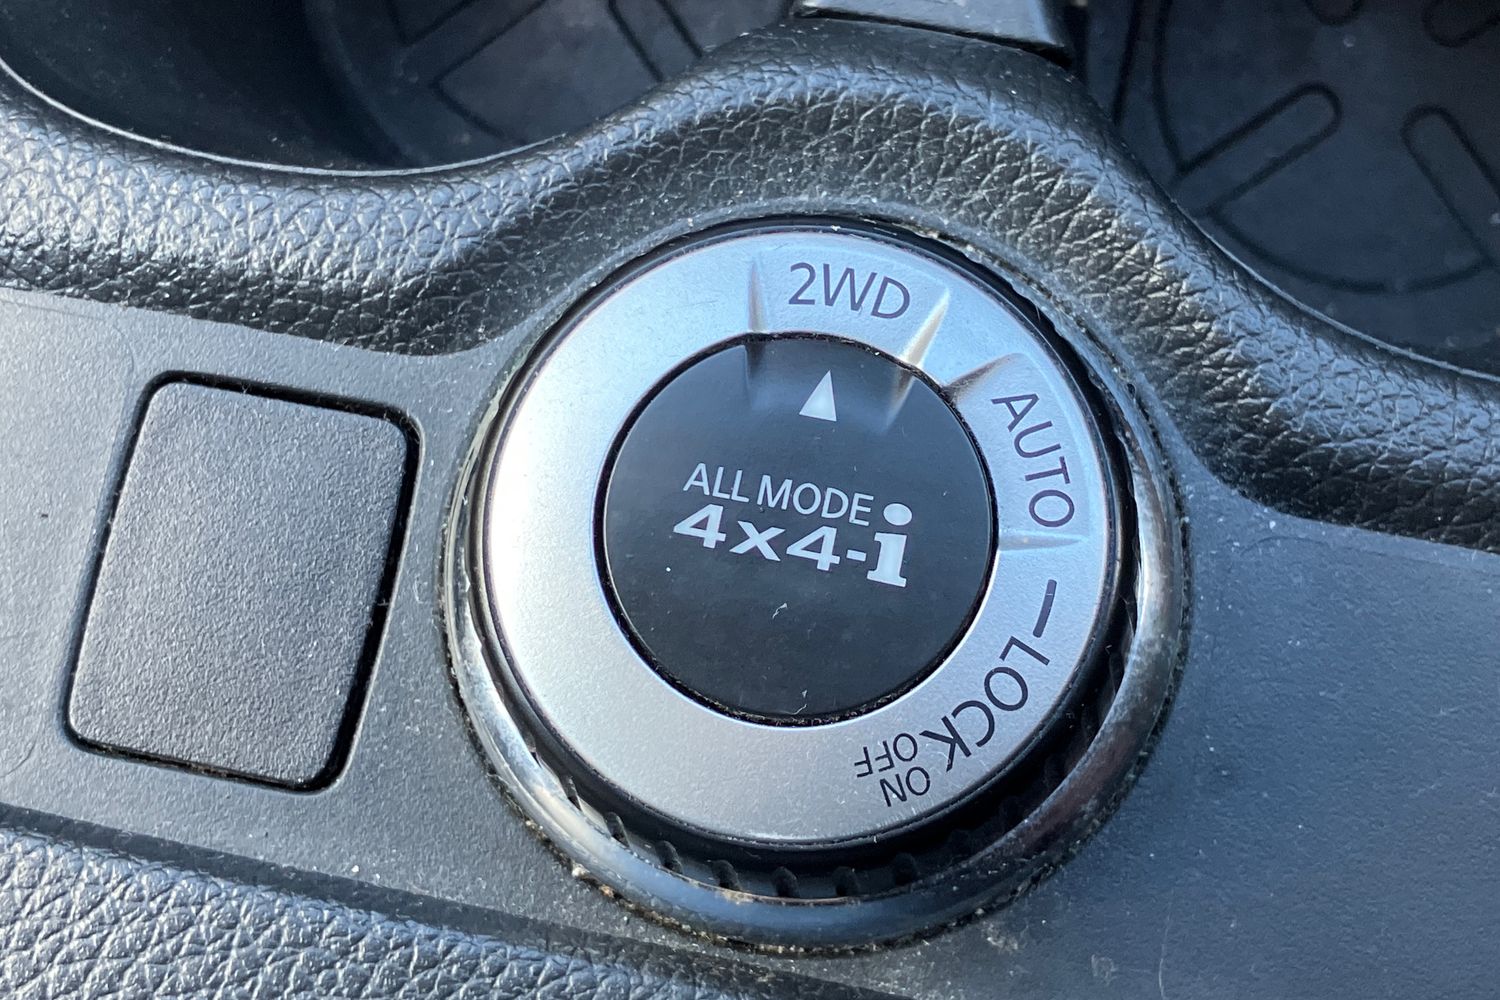 2WD
AUTO
LOCK
ON
OFF
ALL MODE
4x4-i